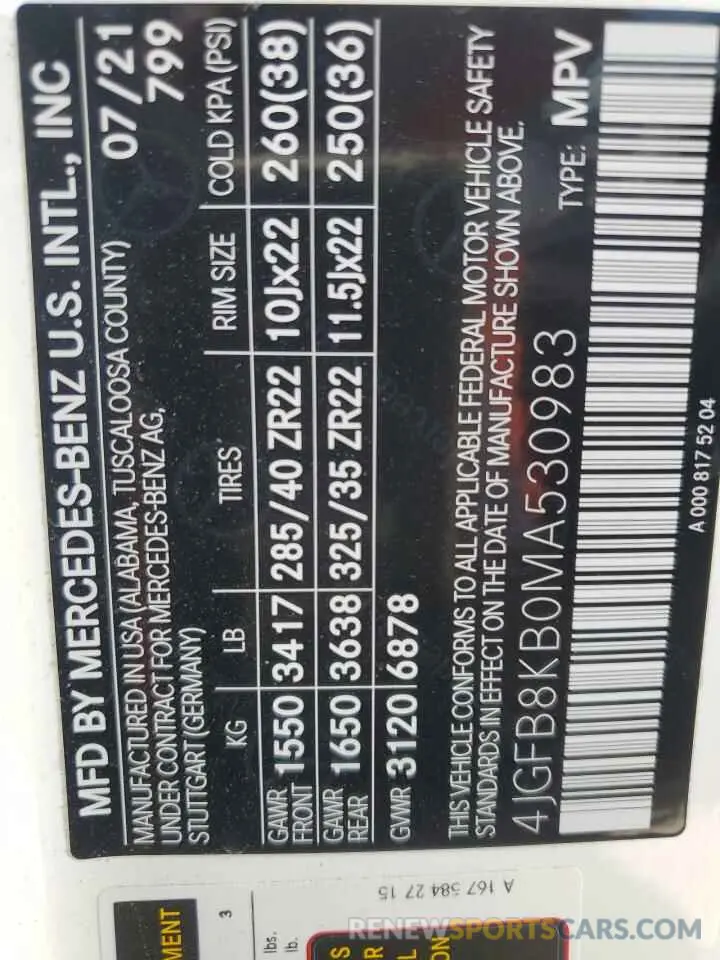 MFD BY MERCEDES-BENZ U.S. INTL., INC
MANUFACTURED IN USA (ALABAMA, TUSCALOOSA COUNTY) 07/21
UNDER CONTRACT FOR MERCEDES-BENZ AG, 799
STUTTGART (GERMANY)
KG LB TIRES RIM SIZE COLD KPA (PSI)
GAWR FRONT 1550 3417 285/40 ZR22 10Jx22 260(38)
GAWR REAR 1650 3638 325/35 ZR22 11.5Jx22 250(36)
GVWR 3120 6878
THIS VEHICLE CONFORMS TO ALL APPLICABLE FEDERAL MOTOR VEHICLE SAFETY
STANDARDS IN EFFECT ON THE DATE OF MANUFACTURE SHOWN ABOVE.
4JGFB8KB0MA530983 TYPE: MPV
A 000 817 52 04
A 167 584 27 15
MENT
3
lbs.
lb.
S
R
L
ON
RENEWSPORTSCARS.COM